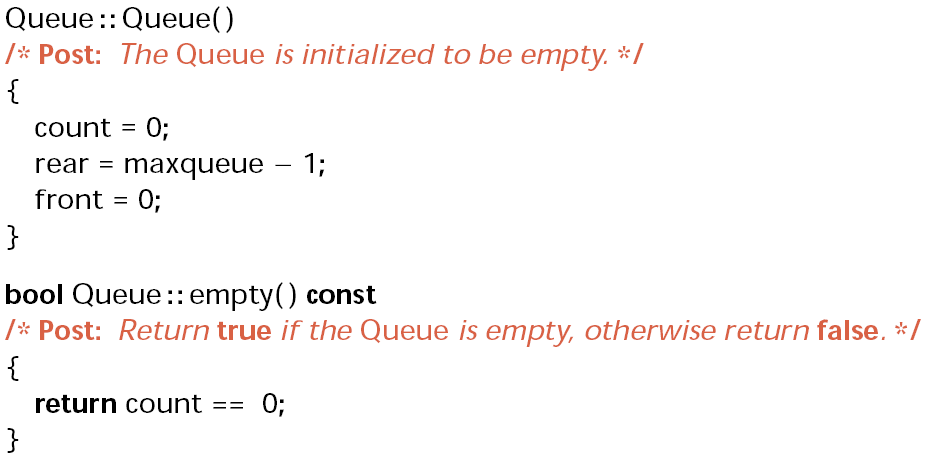 Queue::Queue()
/* Post: The Queue is initialized to be empty. */
{
count = 0;
rear = maxqueue − 1;
front = 0;
}
bool Queue::empty() const
/* Post: Return true if the Queue is empty, otherwise return false. */
{
return count == 0;
}